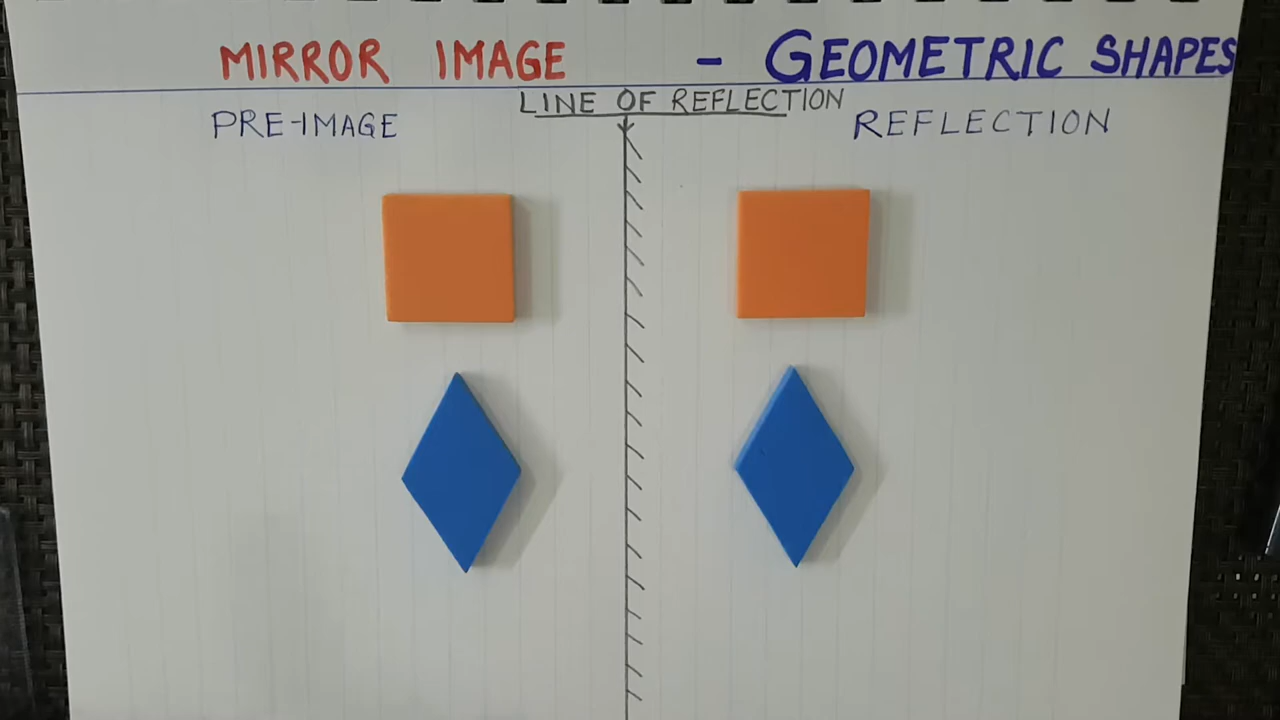 MIRROR IMAGE - GEOMETRIC SHAPES
LINE OF REFLECTION
PRE-IMAGE
REFLECTION